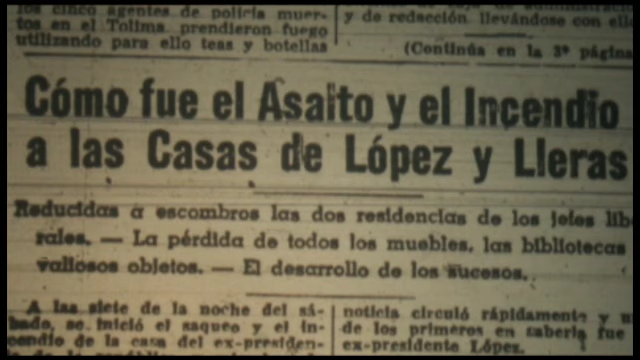 los cinco agentes de policía muer-
tos en el Tolima prendieron fuego
utilizando para ello teas y botellas
y de redacción llevándose con ello
(Continúa en la 3ª página
Cómo fue el Asalto y el Incendio
a las Casas de López y Lleras
Reducidas a escombros las dos residencias de los jefes libe-
rales. — La pérdida de todos los muebles, las bibliotecas
valiosos objetos. — El desarrollo de los sucesos.
A las siete de la noche del sá-
bado, se inició el saqueo y el in-
cendio de la casa del ex-presiden-
noticia circuló rápidamente y u
de los primeros en saberla fue
ex-presidente López.